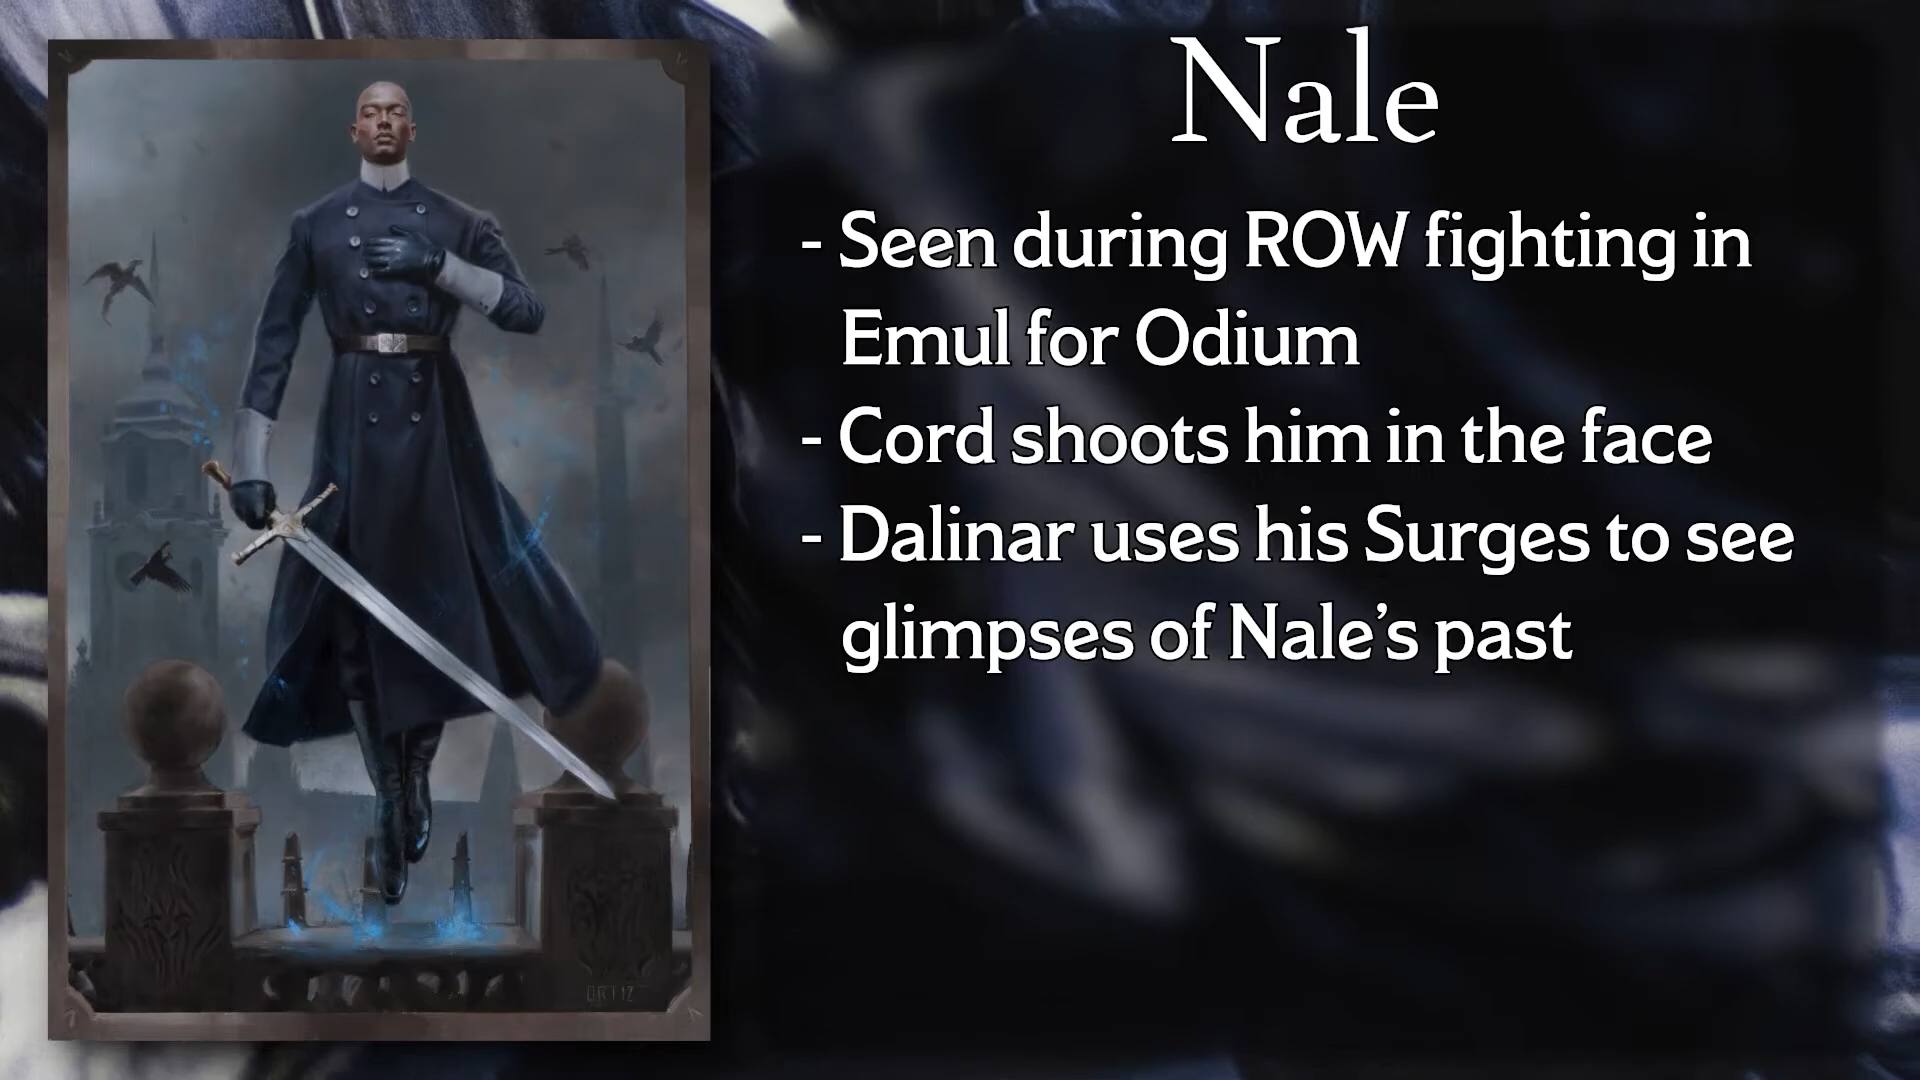 Nale
- Seen during ROW fighting in
Emul for Odium
- Cord shoots him in the face
- Dalinar uses his Surges to see
glimpses of Nale’s past
ORTIZ